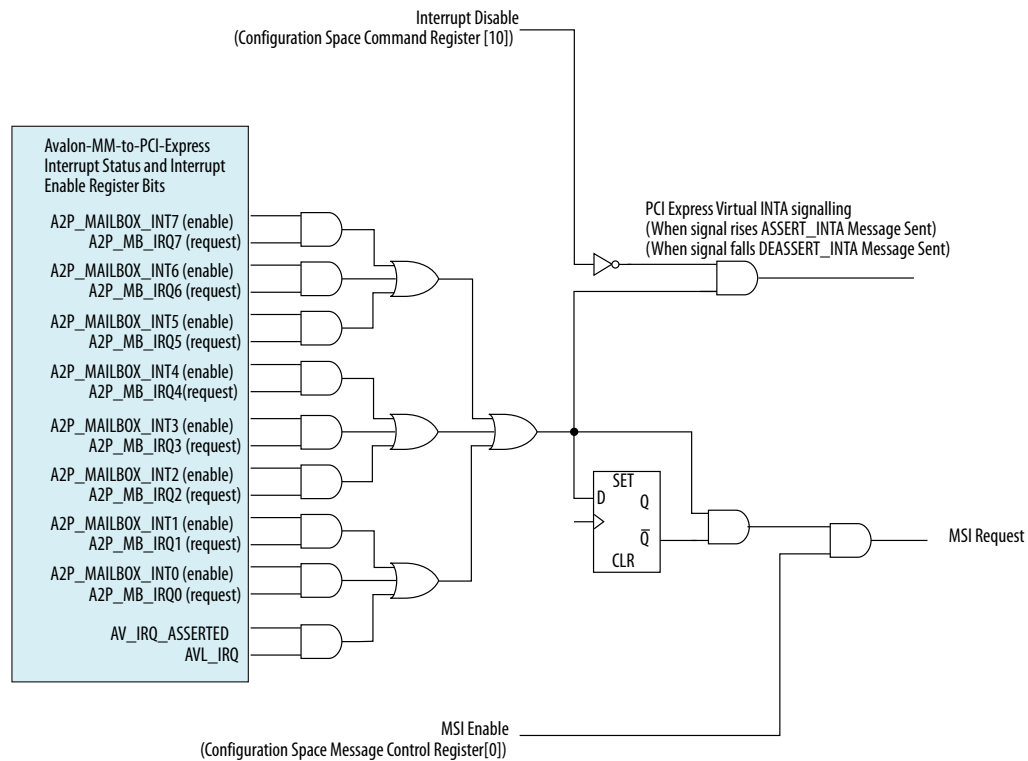 Interrupt Disable
(Configuration Space Command Register [10])
Avalon-MM-to-PCI-Express
Interrupt Status and Interrupt
Enable Register Bits
A2P_MAILBOX_INT7 (enable)
A2P_MB_IRQ7 (request)
A2P_MAILBOX_INT6 (enable)
A2P_MB_IRQ6 (request)
A2P_MAILBOX_INT5 (enable)
A2P_MB_IRQ5 (request)
A2P_MAILBOX_INT4 (enable)
A2P_MB_IRQ4(request)
A2P_MAILBOX_INT3 (enable)
A2P_MB_IRQ3 (request)
A2P_MAILBOX_INT2 (enable)
A2P_MB_IRQ2 (request)
A2P_MAILBOX_INT1 (enable)
A2P_MB_IRQ1 (request)
A2P_MAILBOX_INT0 (enable)
A2P_MB_IRQ0 (request)
AV_IRQ_ASSERTED
AVL_IRQ
PCI Express Virtual INTA signalling
(When signal rises ASSERT_INTA Message Sent)
(When signal falls DEASSERT_INTA Message Sent)
SET
D
Q
Q̅
CLR
MSI Request
MSI Enable
(Configuration Space Message Control Register[0])